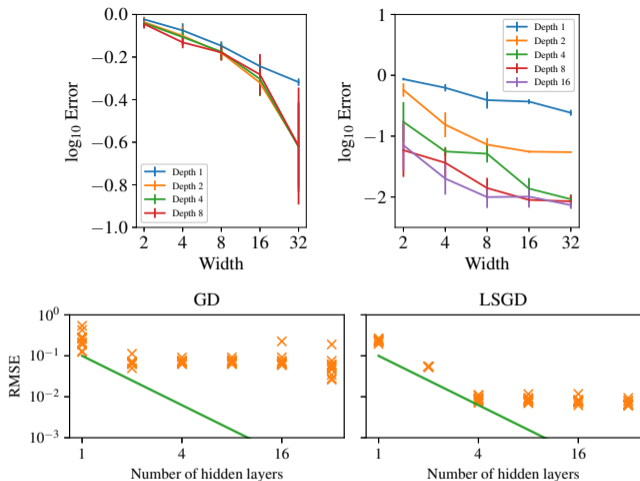 0.0
−0.2
−0.4
−0.6
−0.8
−1.0
log₁₀ Error
Depth 1
Depth 2
Depth 4
Depth 8
2 4 8 16 32
Width
1
0
−1
−2
log₁₀ Error
Depth 1
Depth 2
Depth 4
Depth 8
Depth 16
2 4 8 16 32
Width
GD
10⁰
10⁻¹
10⁻²
10⁻³
RMSE
1 4 16
Number of hidden layers
LSGD
1 4 16
Number of hidden layers